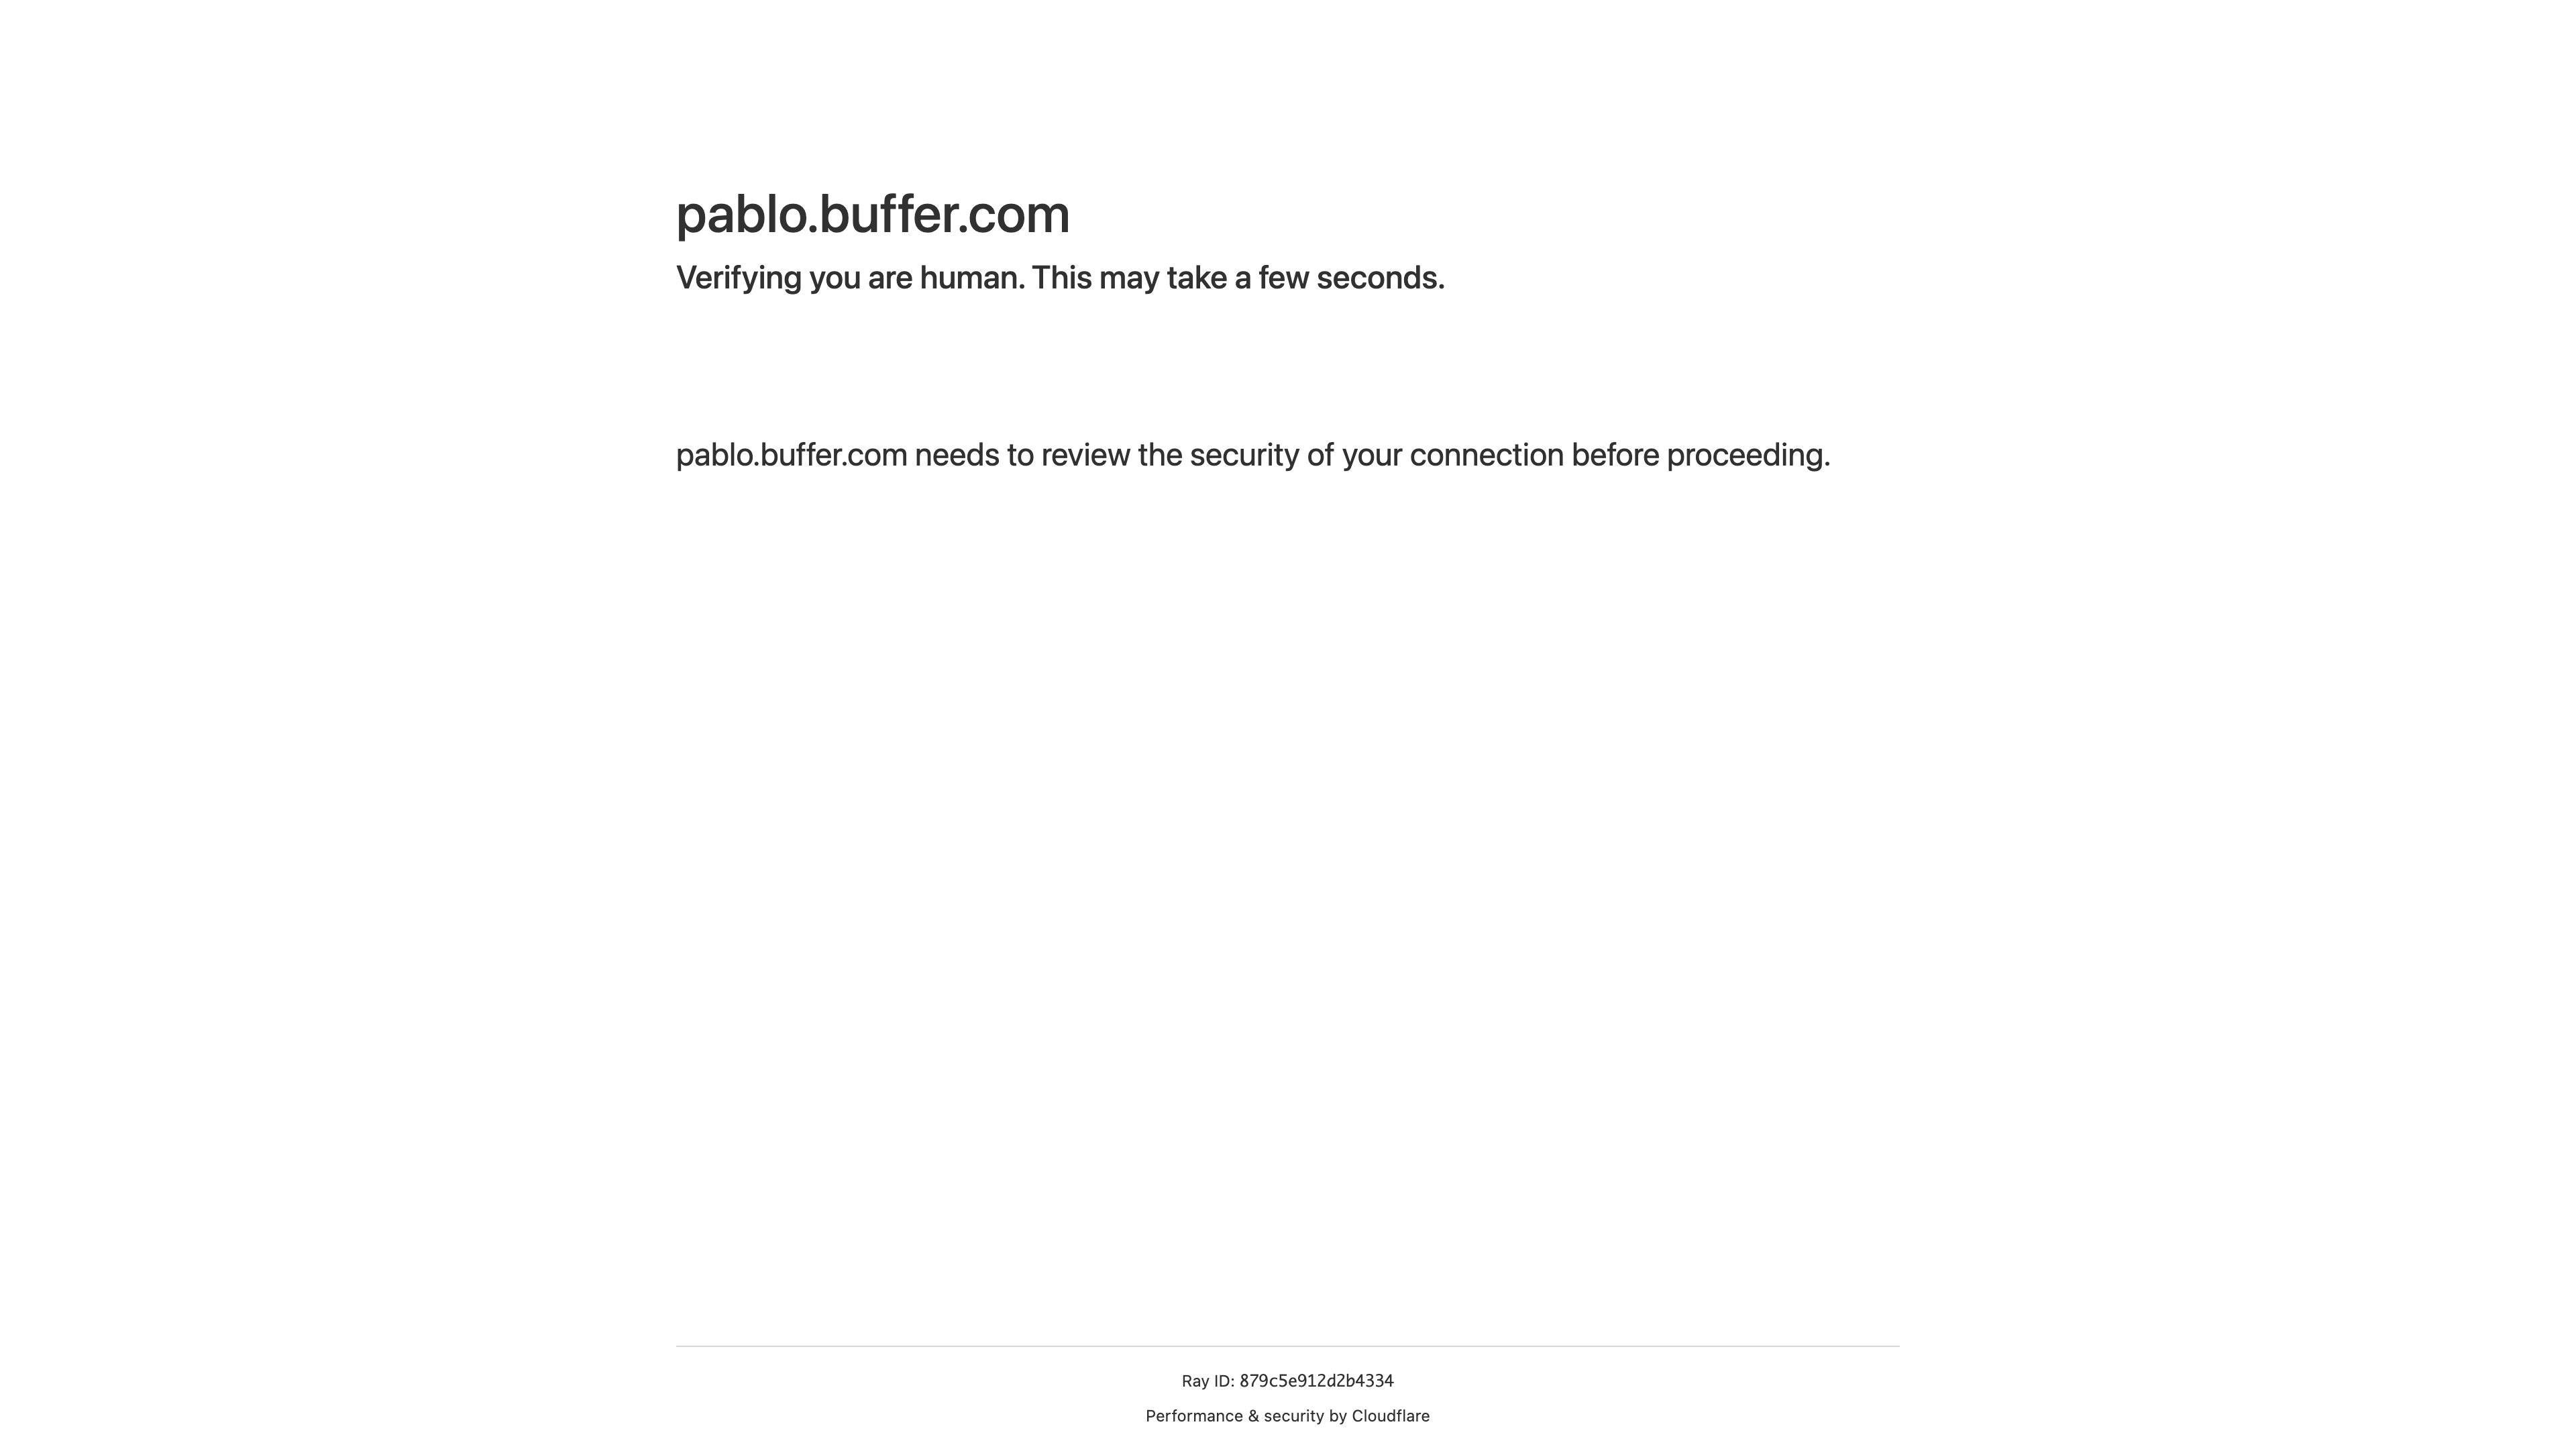 pablo.buffer.com
Verifying you are human. This may take a few seconds.
pablo.buffer.com needs to review the security of your connection before proceeding.
Ray ID: 879c5e912d2b4334
Performance & security by Cloudflare